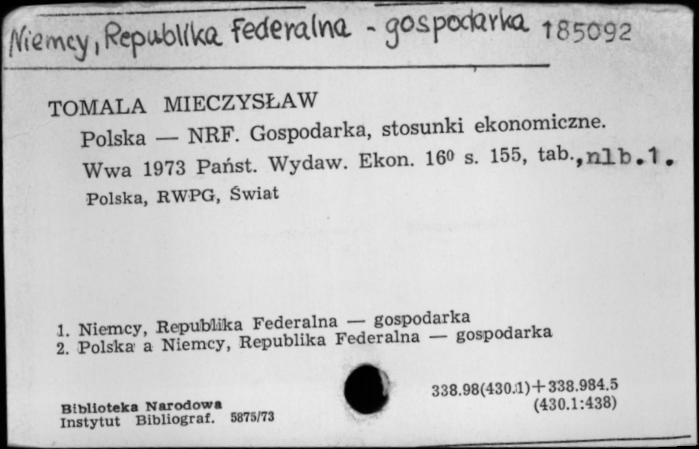 Niemcy, Republika Federalna - gospodarka 185092
TOMALA MIECZYSŁAW
Polska — NRF. Gospodarka, stosunki ekonomiczne.
Wwa 1973 Państ. Wydaw. Ekon. 16⁰ s. 155, tab.,nlb.1.
Polska, RWPG, Świat
1. Niemcy, Republika Federalna — gospodarka
2. Polska a Niemcy, Republika Federalna — gospodarka
338.98(430.1)+338.984.5
(430.1:438)
Biblioteka Narodowa
Instytut Bibliograf. 5875/73